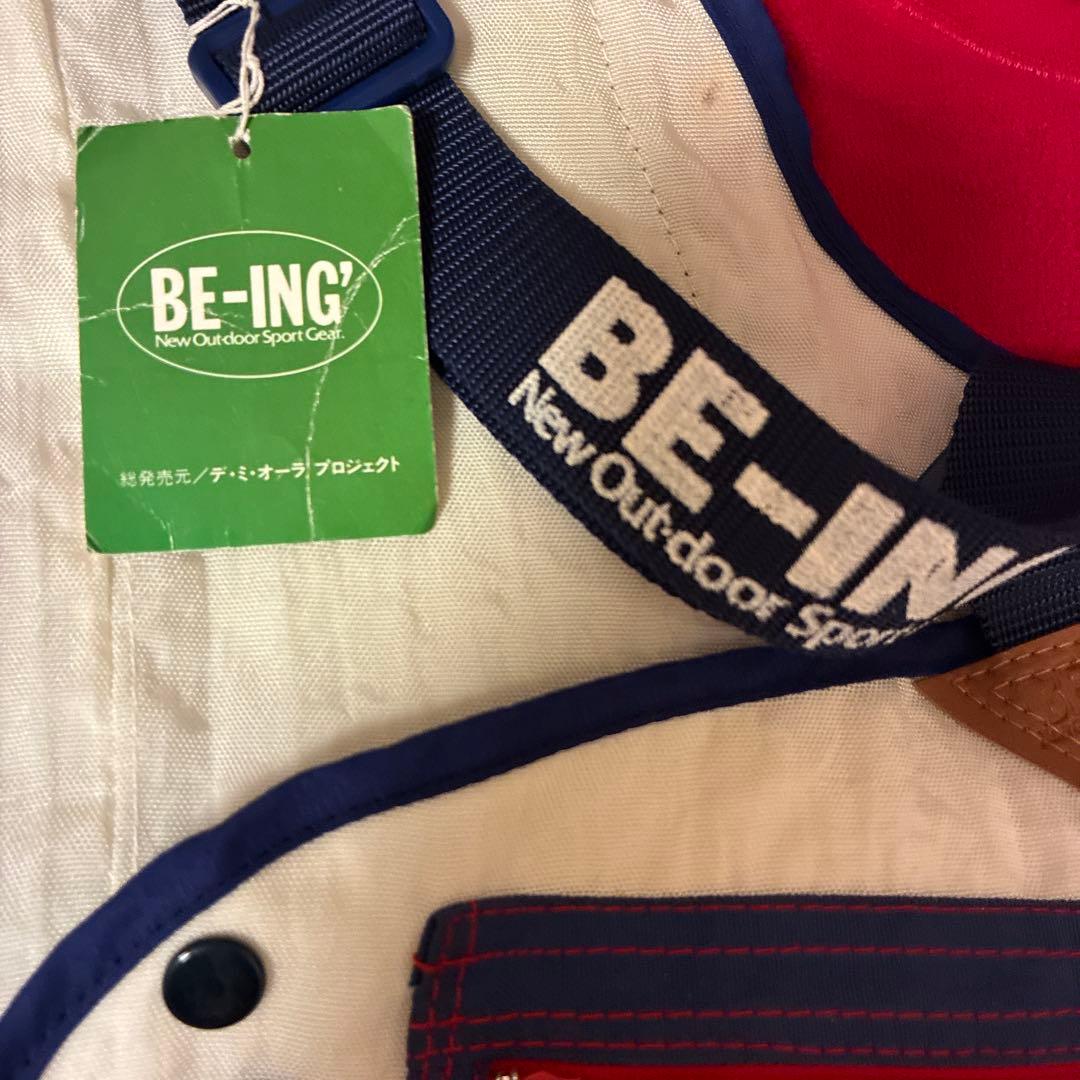 BE-ING'
New Out-door Sport Gear.
総発売元／デ・ミ・オーラ プロジェクト
BE-IN
New Out-door Spor